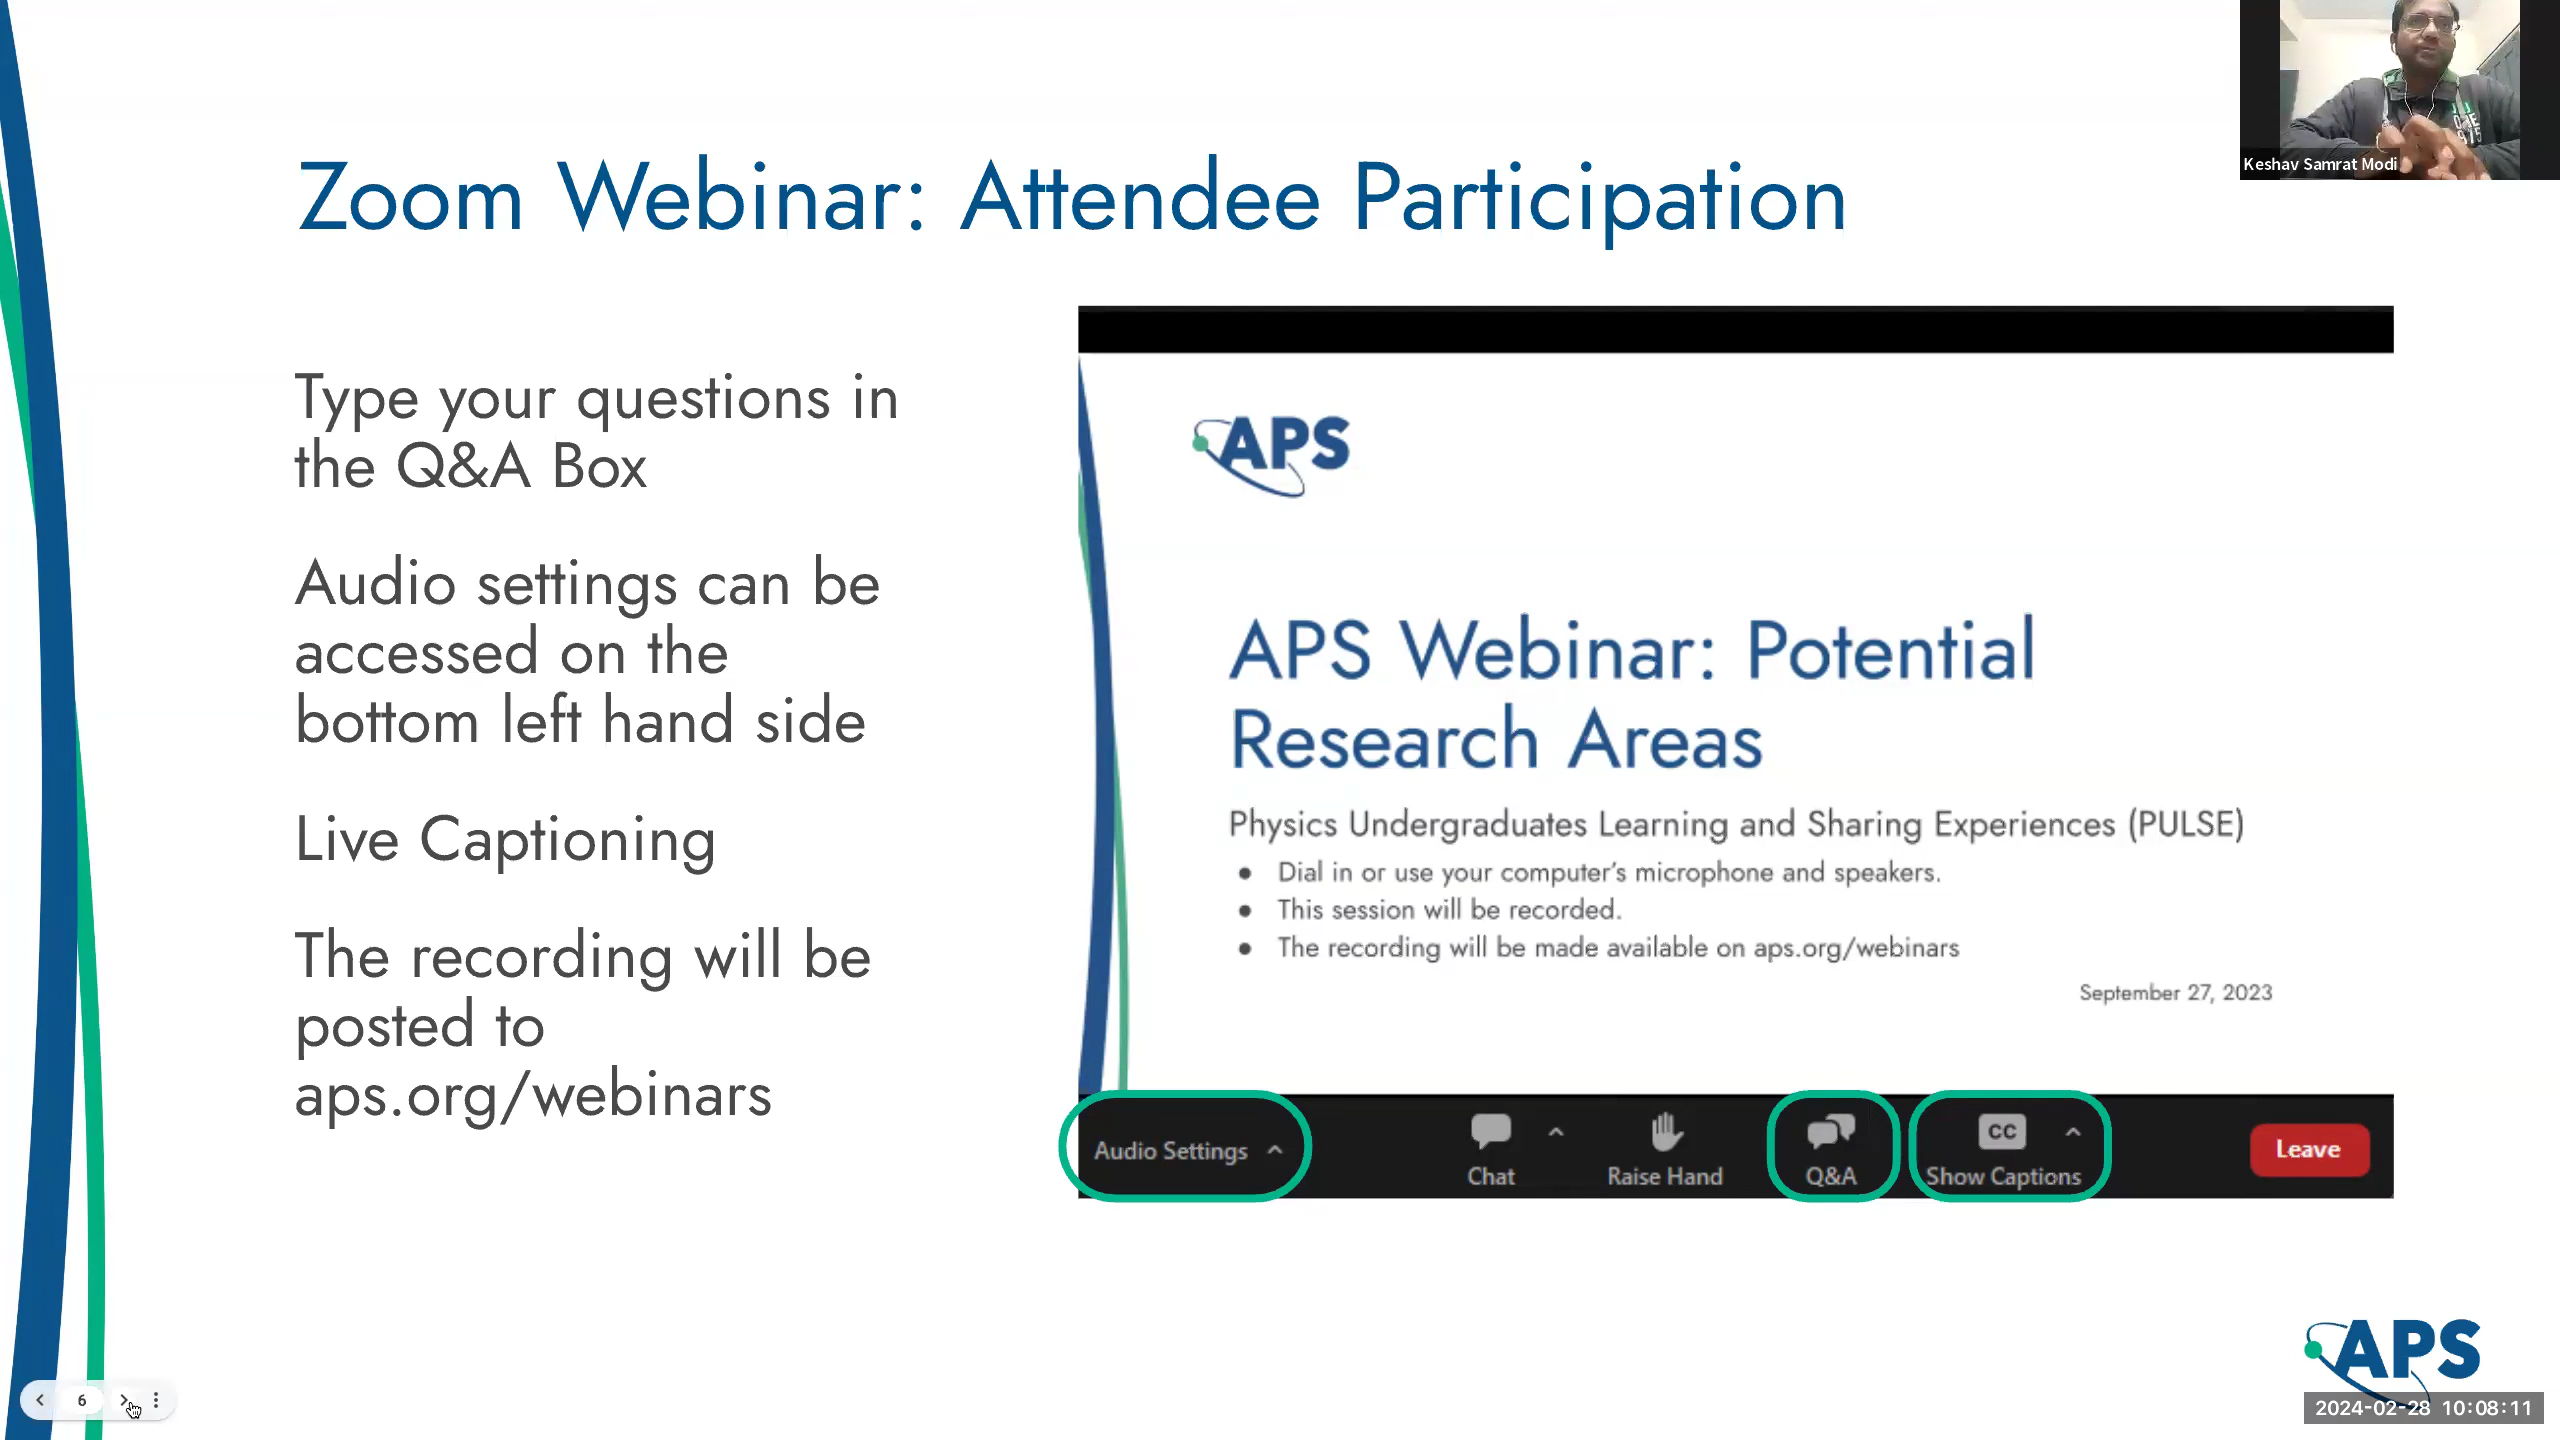 Keshav Samrat Modi
Zoom Webinar: Attendee Participation
Type your questions in
the Q&A Box
Audio settings can be
accessed on the
bottom left hand side
Live Captioning
The recording will be
posted to
aps.org/webinars
APS
APS Webinar: Potential
Research Areas
Physics Undergraduates Learning and Sharing Experiences (PULSE)
● Dial in or use your computer’s microphone and speakers.
● This session will be recorded.
● The recording will be made available on aps.org/webinars
September 27, 2023
Audio Settings
Chat
Raise Hand
Q&A
CC
Show Captions
Leave
APS
6
2024-02-28 10:08:11